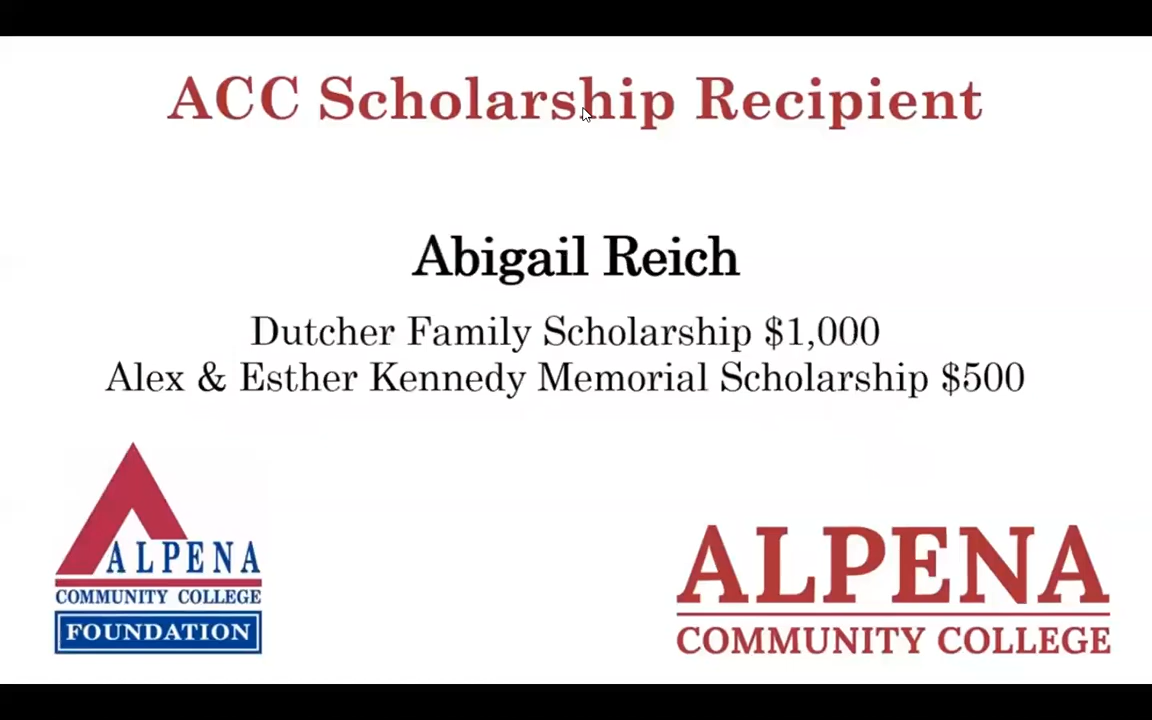 ACC Scholarship Recipient
Abigail Reich
Dutcher Family Scholarship $1,000
Alex & Esther Kennedy Memorial Scholarship $500
ALPENA
COMMUNITY COLLEGE
FOUNDATION
ALPENA
COMMUNITY COLLEGE